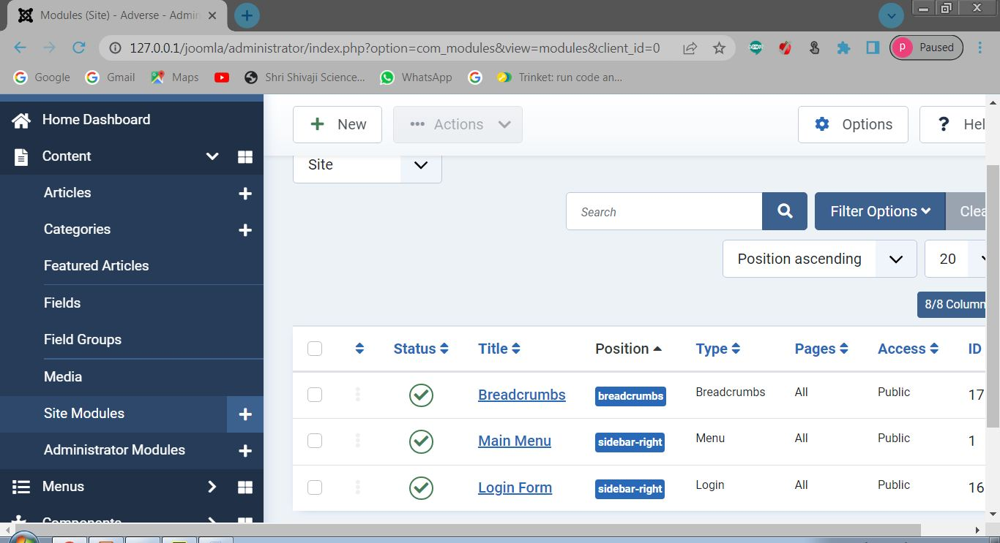 Modules (Site) - Adverse - Admin
127.0.0.1/joomla/administrator/index.php?option=com_modules&view=modules&client_id=0
p Paused
Google Gmail Maps Shri Shivaji Science... WhatsApp Trinket: run code an...
Home Dashboard
Content
Articles
Categories
Featured Articles
Fields
Field Groups
Media
Site Modules
Administrator Modules
Menus
Components
New ... Actions Options ? Hel
Site
Search Filter Options Clea
Position ascending 20
8/8 Column
Status Title Position Type Pages Access ID
Breadcrumbs breadcrumbs Breadcrumbs All Public 17
Main Menu sidebar-right Menu All Public 1
Login Form sidebar-right Login All Public 16